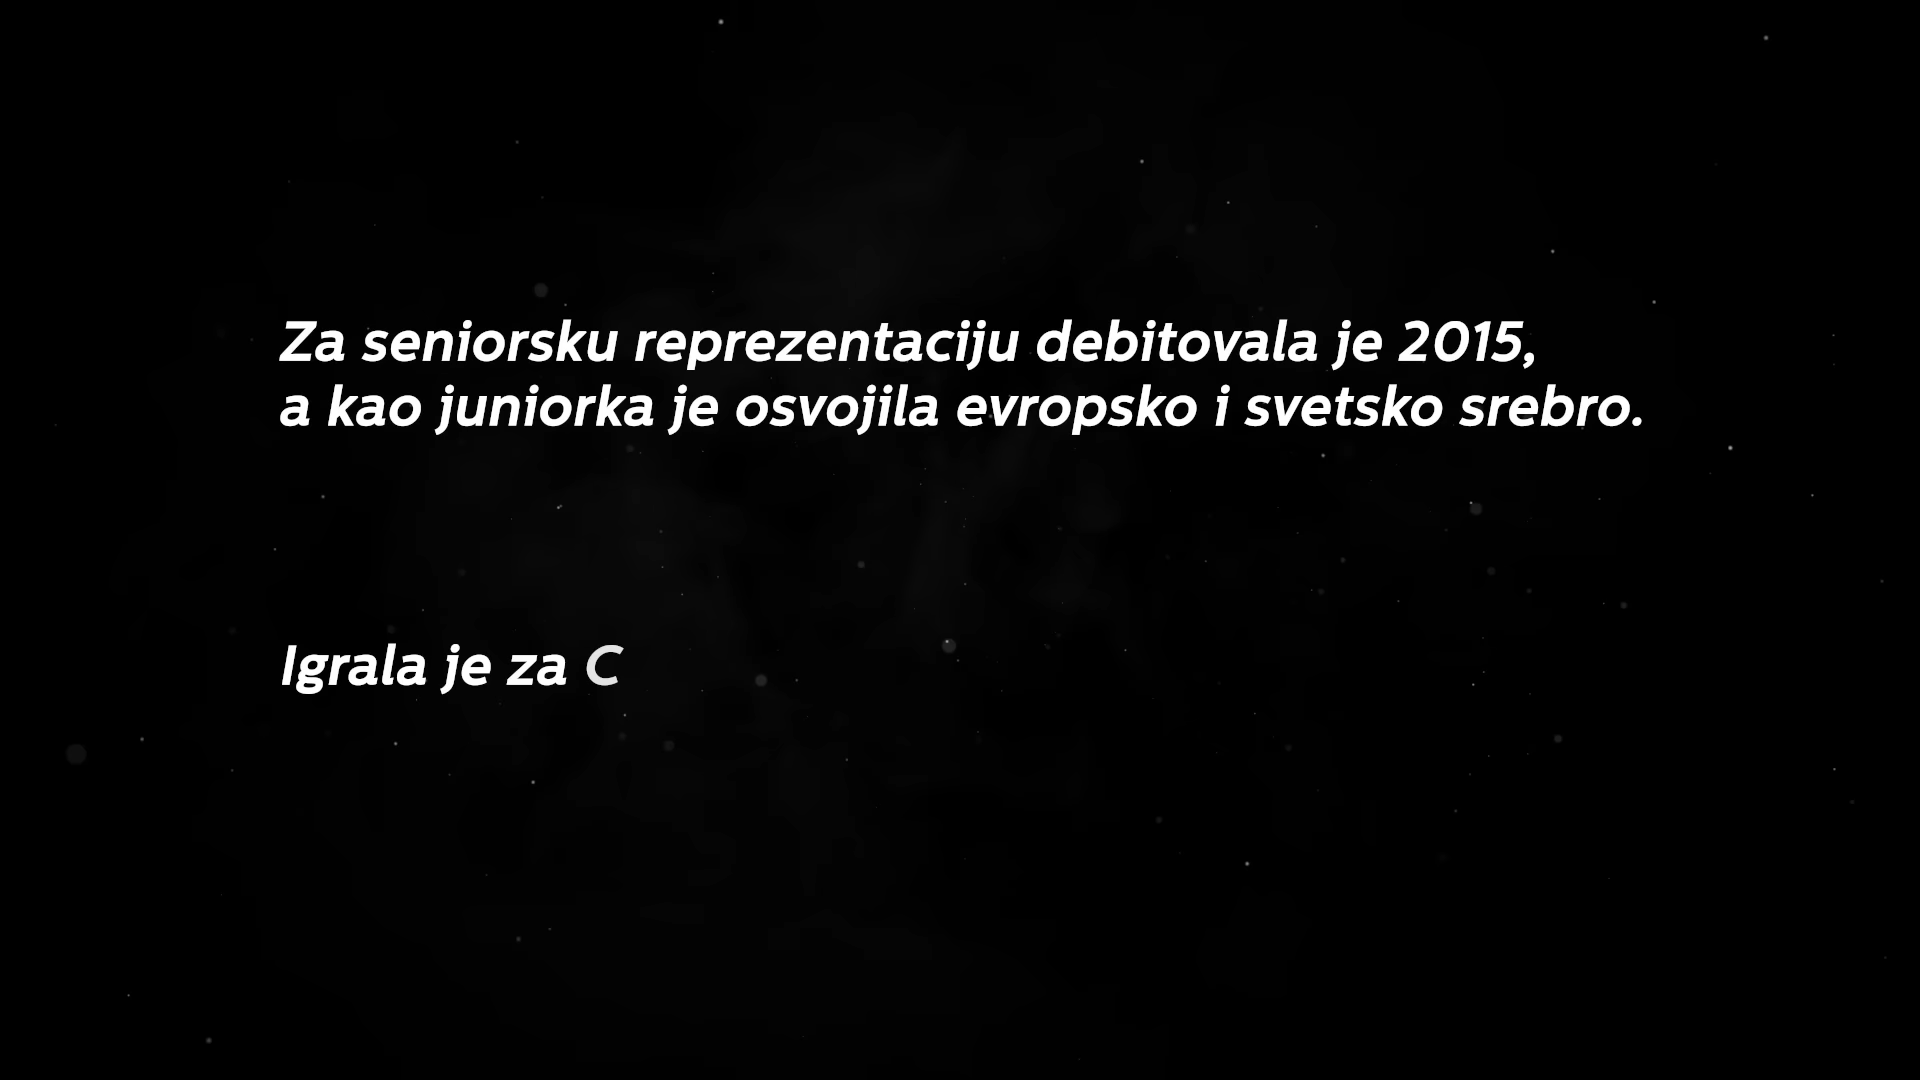 Za seniorsku reprezentaciju debitovala je 2015,
a kao juniorka je osvojila evropsko i svetsko srebro.
Igrala je za C